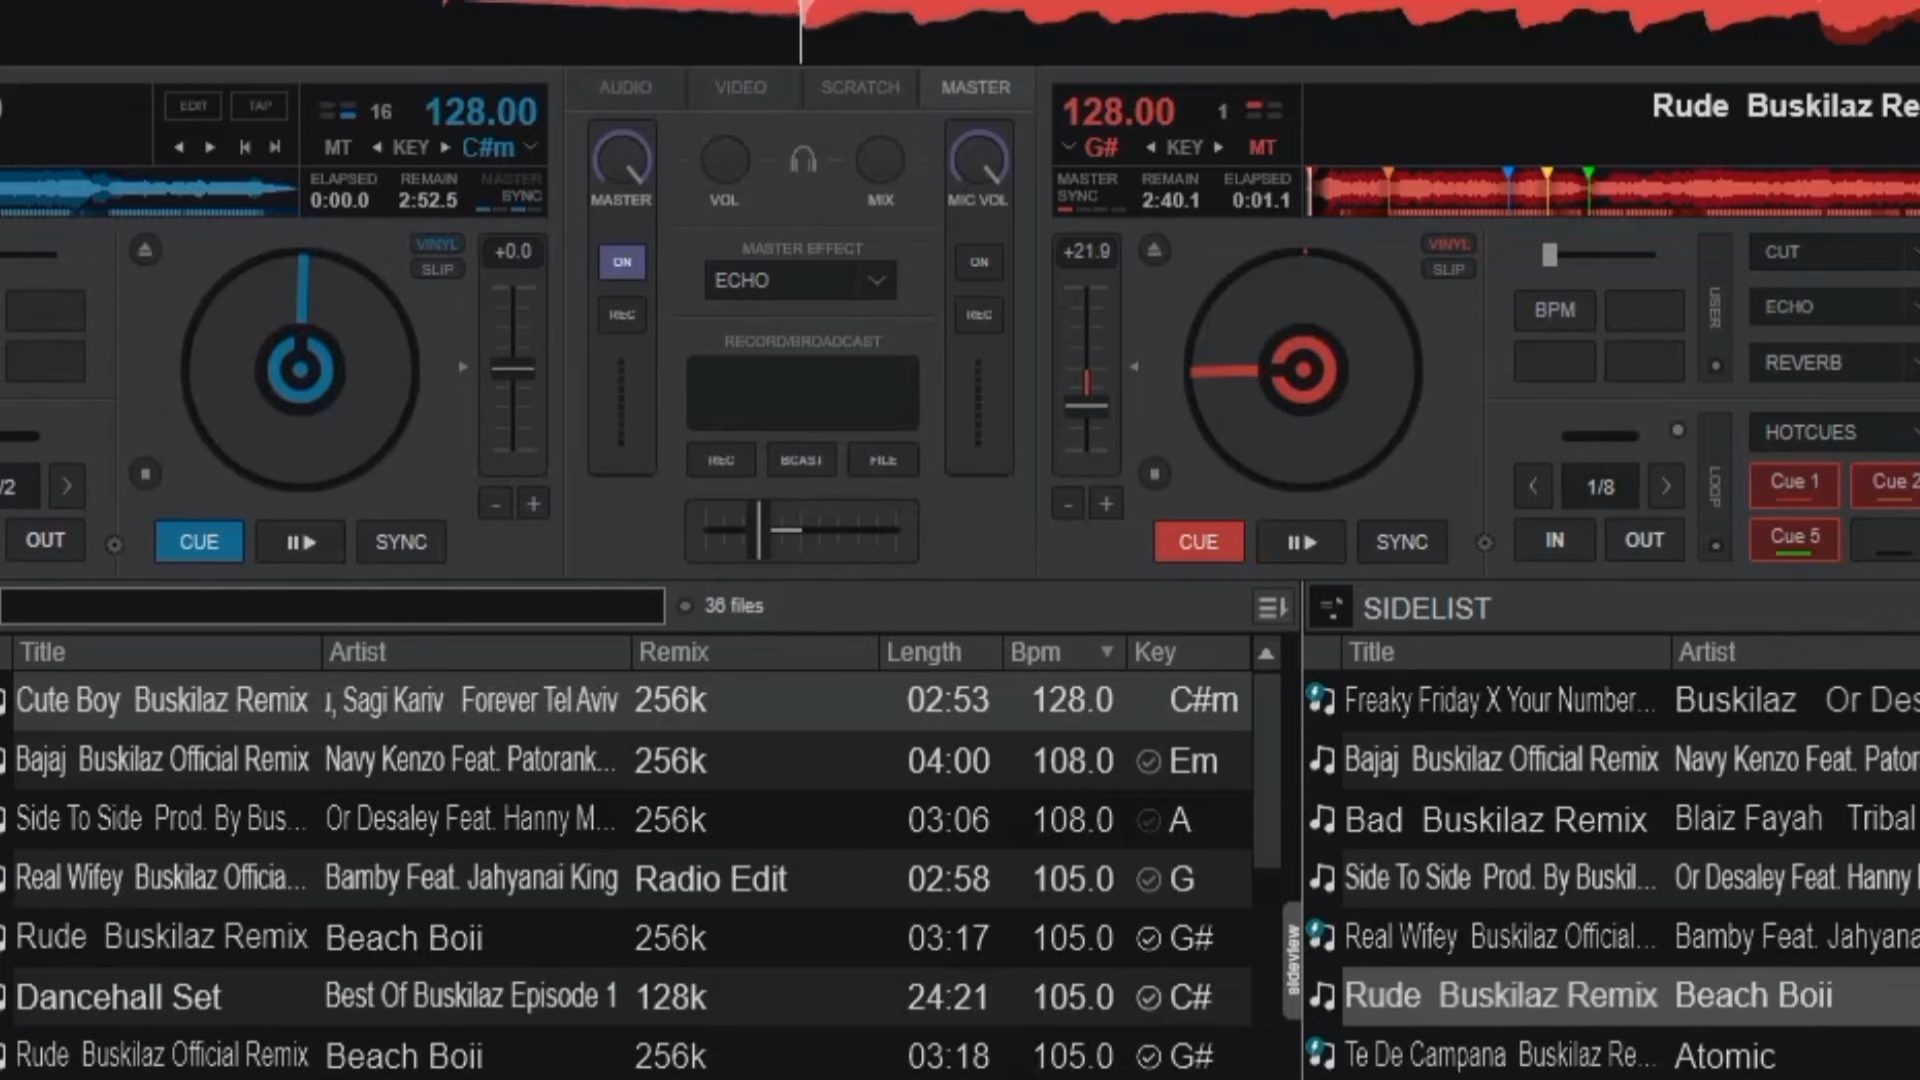 AUDIO VIDEO SCRATCH MASTER
EDIT TAP 16 128.00
MT KEY C#m
ELAPSED REMAIN MASTER SYNC
0:00.0 2:52.5
128.00 1
G# KEY MT
MASTER SYNC REMAIN ELAPSED
2:40.1 0:01.1
Rude Buskilaz Re
MASTER VOL MIX MIC VOL
VINYL
SLIP
+0.0
ON
REC
MASTER EFFECT
ECHO
RECORD/BROADCAST
REC BCAST FILE
ON
REC
+21.9
VINYL
SLIP
BPM
USER
CUT
ECHO
REVERB
HOTCUES
/2
OUT
CUE
SYNC
- +
- +
CUE
SYNC
1/8
IN OUT
LOOP
Cue 1 Cue 2
Cue 5
36 files
SIDELIST
Title Artist Remix Length Bpm Key
Cute Boy Buskilaz Remix , Sagi Kariv Forever Tel Aviv 256k 02:53 128.0 C#m
Bajaj Buskilaz Official Remix Navy Kenzo Feat. Patorank... 256k 04:00 108.0 Em
Side To Side Prod. By Bus... Or Desaley Feat. Hanny M... 256k 03:06 108.0 A
Real Wifey Buskilaz Officia... Bamby Feat. Jahyanai King Radio Edit 02:58 105.0 G
Rude Buskilaz Remix Beach Boii 256k 03:17 105.0 G#
Dancehall Set Best Of Buskilaz Episode 1 128k 24:21 105.0 C#
Rude Buskilaz Official Remix Beach Boii 256k 03:18 105.0 G#
sideview
Title Artist
Freaky Friday X Your Number... Buskilaz Or Des
Bajaj Buskilaz Official Remix Navy Kenzo Feat. Pator
Bad Buskilaz Remix Blaiz Fayah Tribal
Side To Side Prod. By Buskil... Or Desaley Feat. Hanny
Real Wifey Buskilaz Official... Bamby Feat. Jahyana
Rude Buskilaz Remix Beach Boii
Te De Campana Buskilaz Re... Atomic